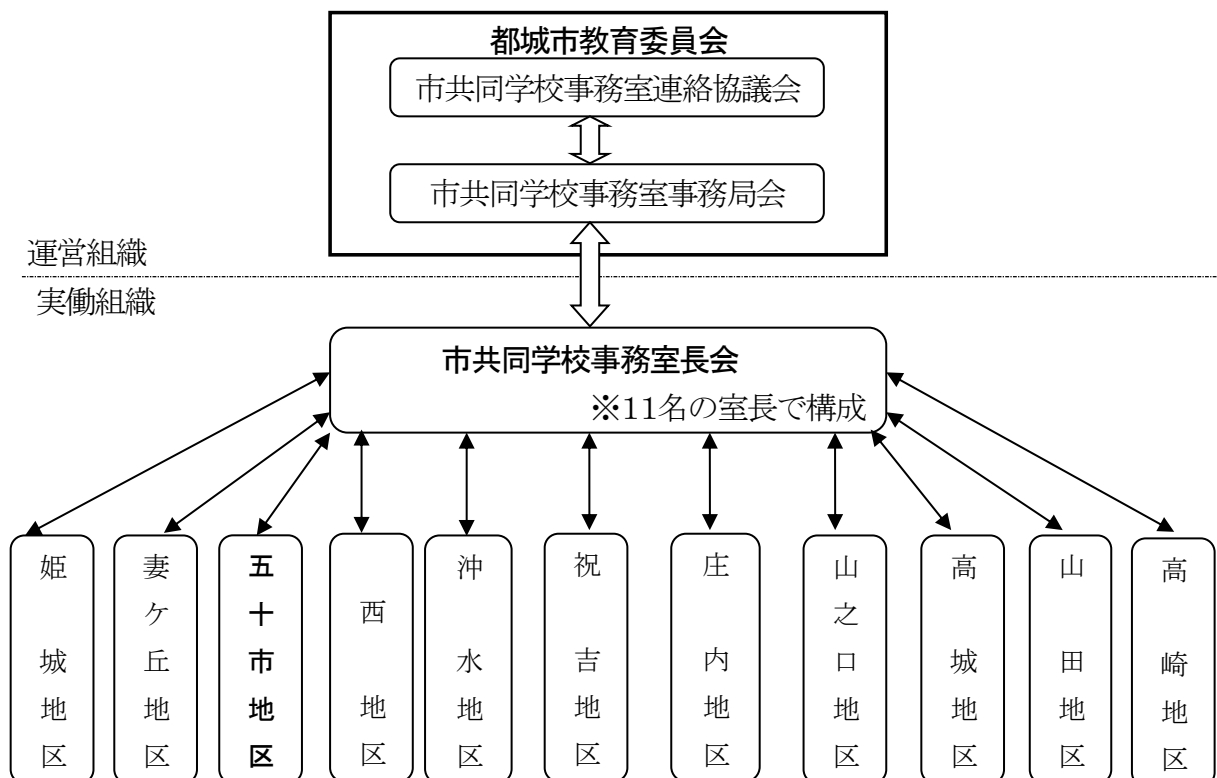 都城市教育委員会
市共同学校事務室連絡協議会
市共同学校事務室事務局会
運営組織
実働組織
市共同学校事務室長会
※11名の室長で構成
姫城地区
妻ケ丘地区
五十市地区
西地区
沖水地区
祝吉地区
庄内地区
山之口地区
高城地区
山田地区
高崎地区